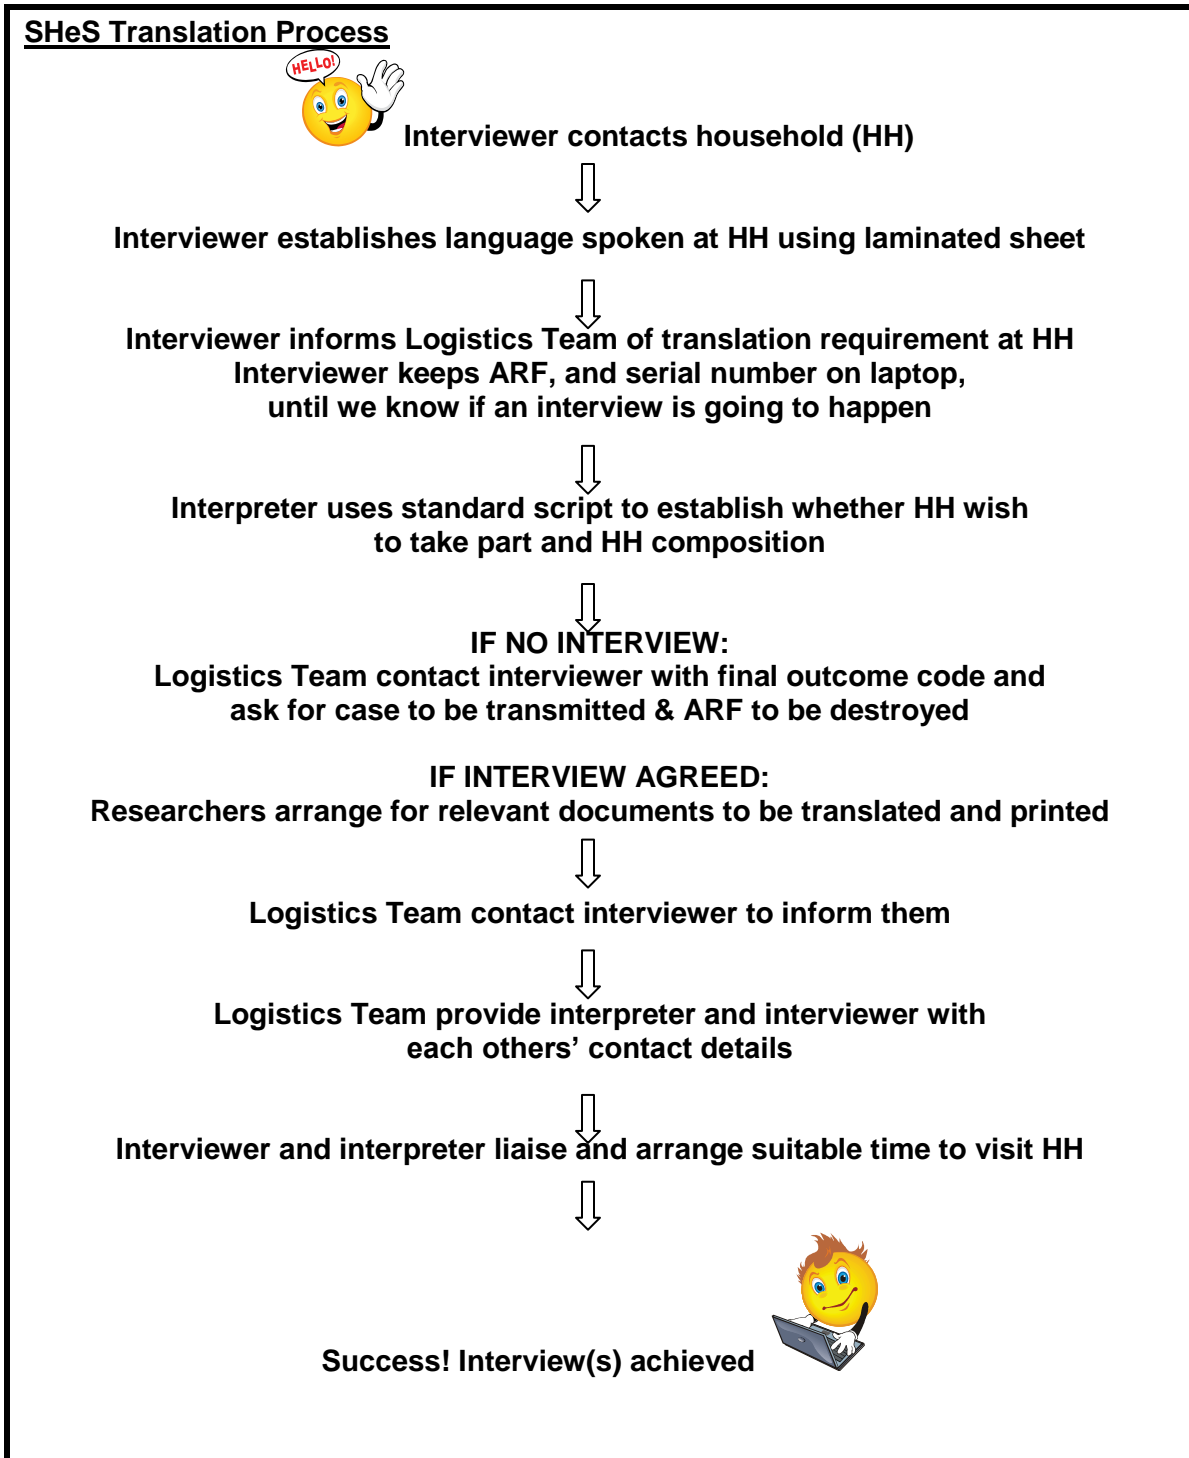 SHeS Translation Process
HELLO!
Interviewer contacts household (HH)
Interviewer establishes language spoken at HH using laminated sheet
Interviewer informs Logistics Team of translation requirement at HH
Interviewer keeps ARF, and serial number on laptop,
until we know if an interview is going to happen
Interpreter uses standard script to establish whether HH wish
to take part and HH composition
IF NO INTERVIEW:
Logistics Team contact interviewer with final outcome code and
ask for case to be transmitted & ARF to be destroyed
IF INTERVIEW AGREED:
Researchers arrange for relevant documents to be translated and printed
Logistics Team contact interviewer to inform them
Logistics Team provide interpreter and interviewer with
each others’ contact details
Interviewer and interpreter liaise and arrange suitable time to visit HH
Success! Interview(s) achieved